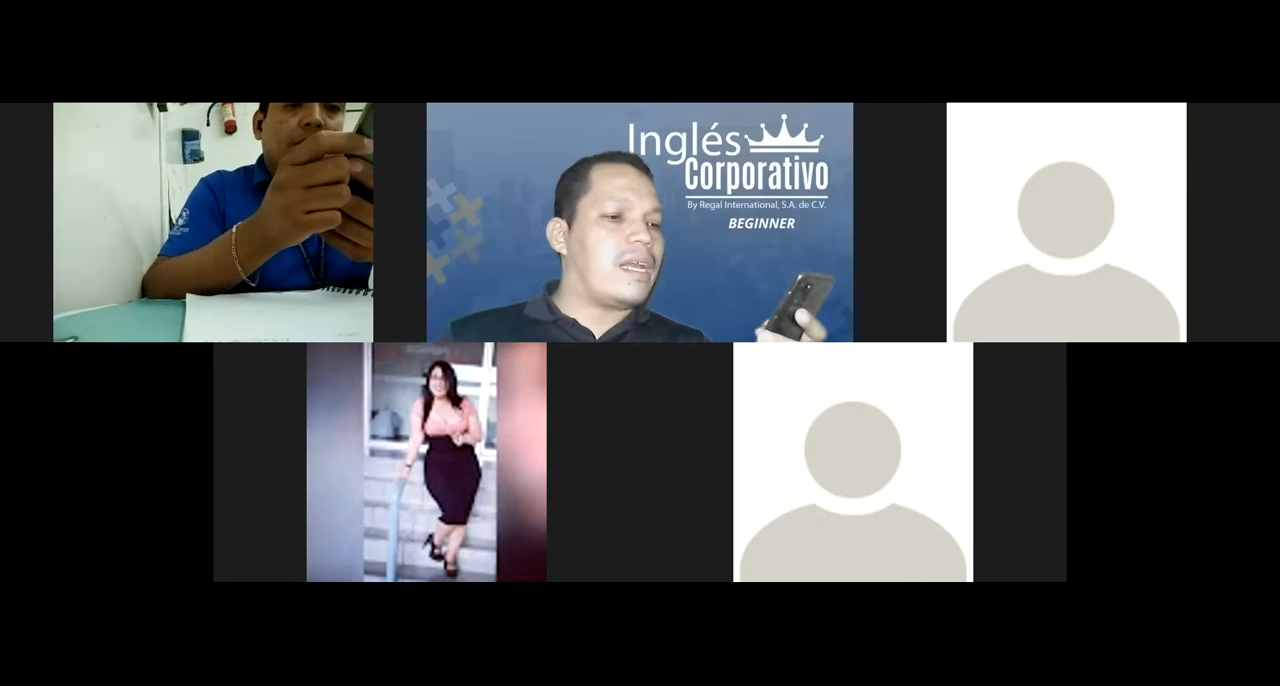 Inglés
Corporativo
By Regal International, S.A. de C.V.
BEGINNER